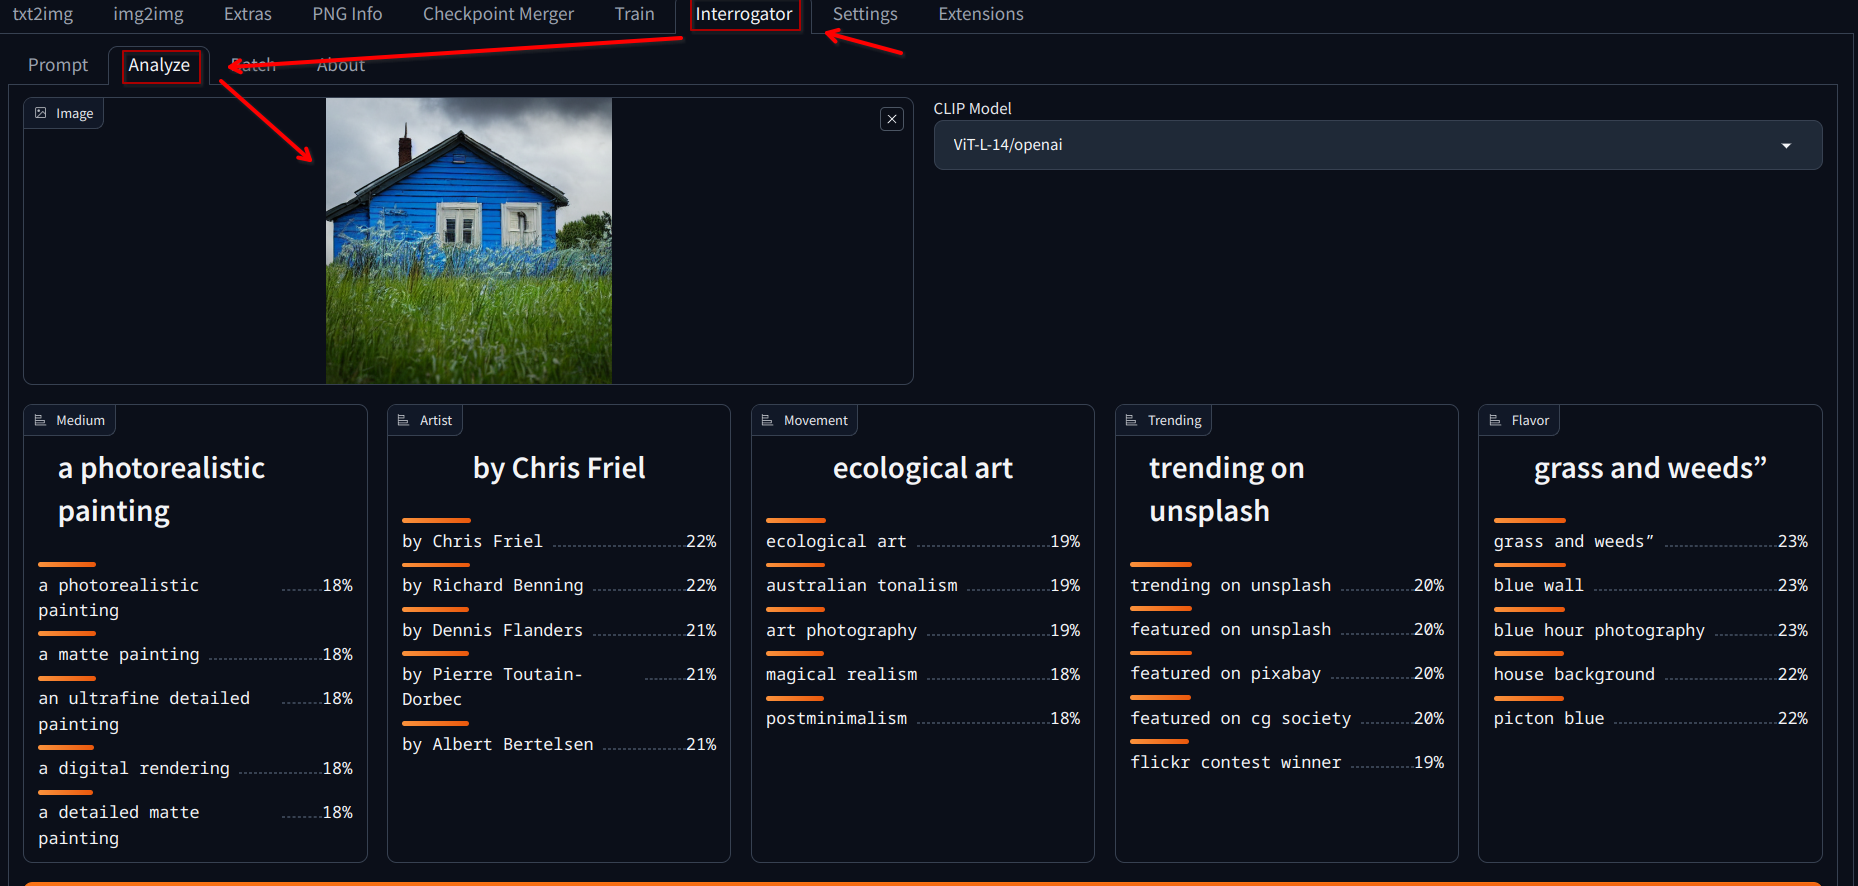 txt2img img2img Extras PNG Info Checkpoint Merger Train Interrogator Settings Extensions
Prompt Analyze Batch About
Image
CLIP Model
ViT-L-14/openai
Medium
a photorealistic
painting
a photorealistic 18%
painting
a matte painting 18%
an ultrafine detailed 18%
painting
a digital rendering 18%
a detailed matte 18%
painting
Artist
by Chris Friel
by Chris Friel 22%
by Richard Benning 22%
by Dennis Flanders 21%
by Pierre Toutain- 21%
Dorbec
by Albert Bertelsen 21%
Movement
ecological art
ecological art 19%
australian tonalism 19%
art photography 19%
magical realism 18%
postminimalism 18%
Trending
trending on
unsplash
trending on unsplash 20%
featured on unsplash 20%
featured on pixabay 20%
featured on cg society 20%
flickr contest winner 19%
Flavor
grass and weeds”
grass and weeds” 23%
blue wall 23%
blue hour photography 23%
house background 22%
picton blue 22%